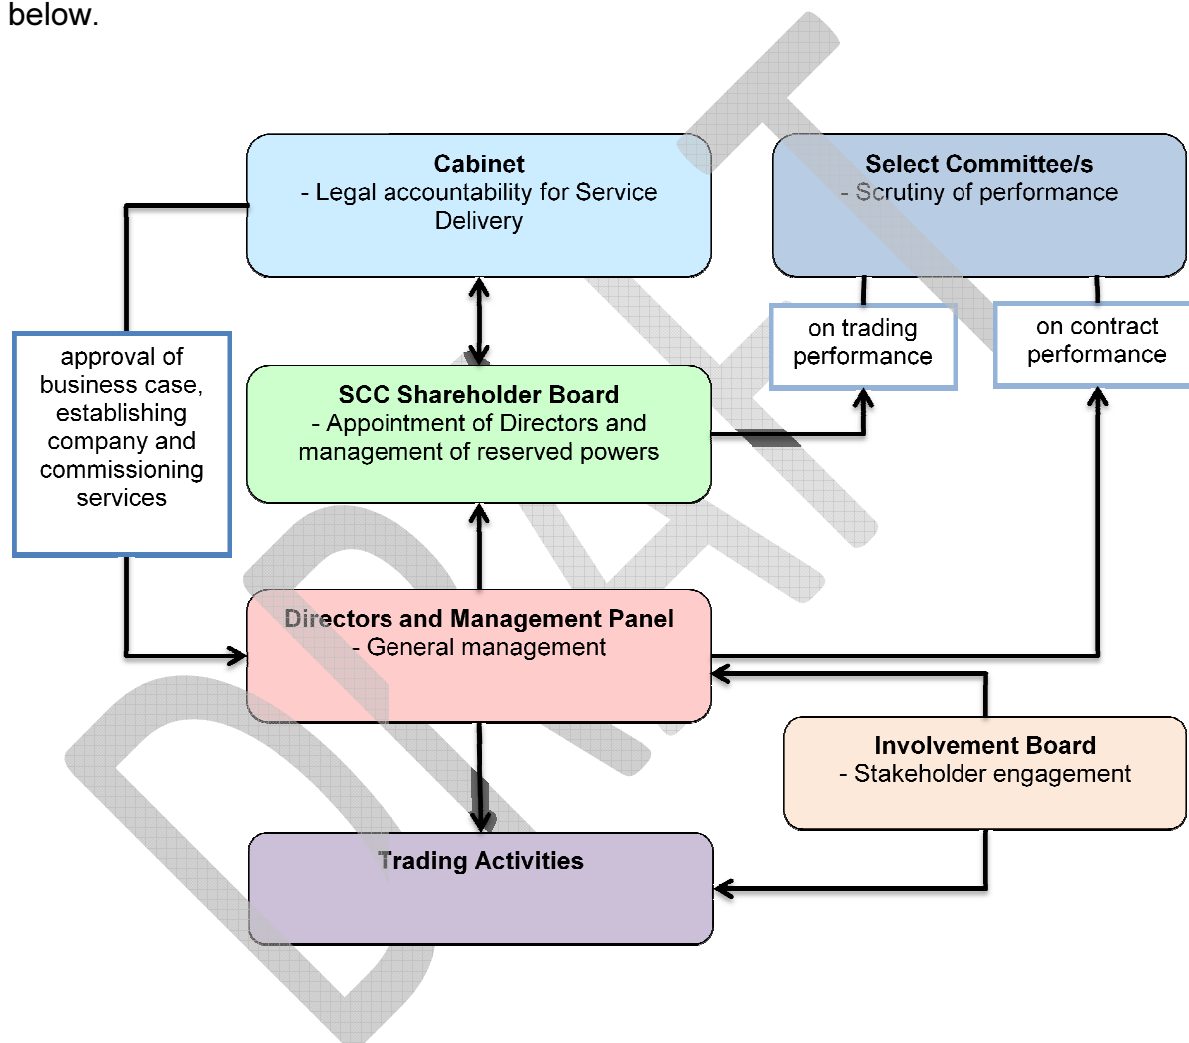 below.
Cabinet
- Legal accountability for Service
Delivery
Select Committee/s
- Scrutiny of performance
on trading
performance
on contract
performance
approval of
business case,
establishing
company and
commissioning
services
SCC Shareholder Board
- Appointment of Directors and
management of reserved powers
Directors and Management Panel
- General management
Involvement Board
- Stakeholder engagement
Trading Activities
DRAFT